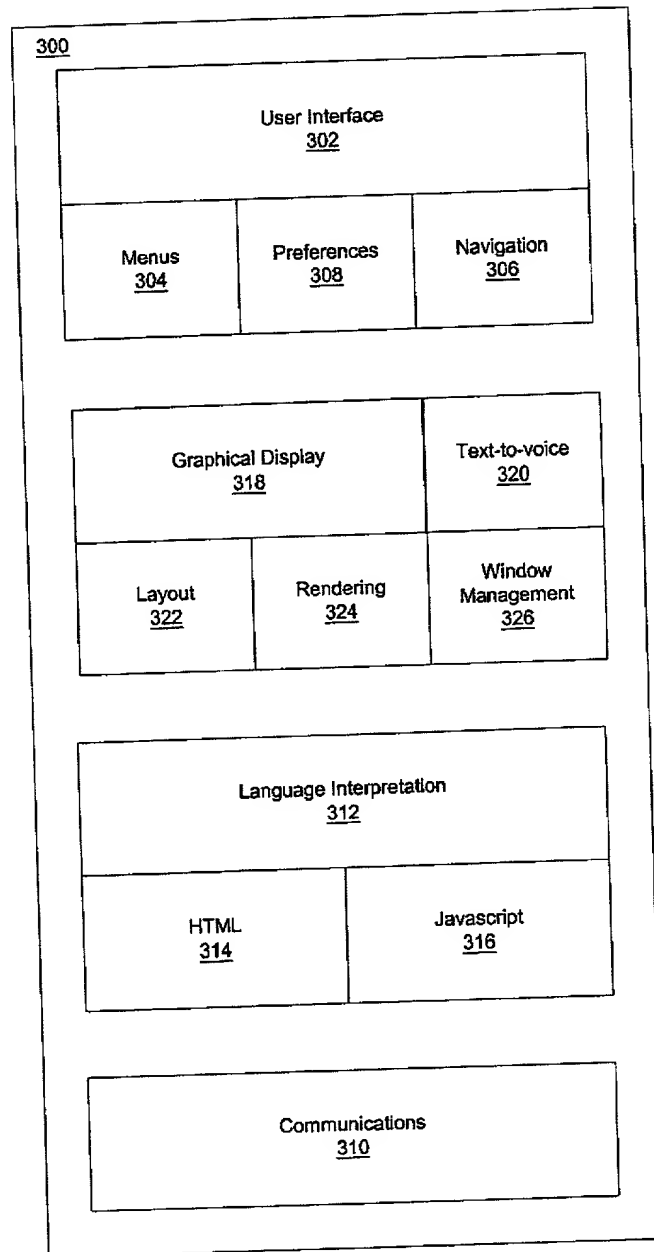 300
User Interface
302
Menus
304
Preferences
308
Navigation
306
Graphical Display
318
Text-to-voice
320
Layout
322
Rendering
324
Window
Management
326
Language Interpretation
312
HTML
314
Javascript
316
Communications
310